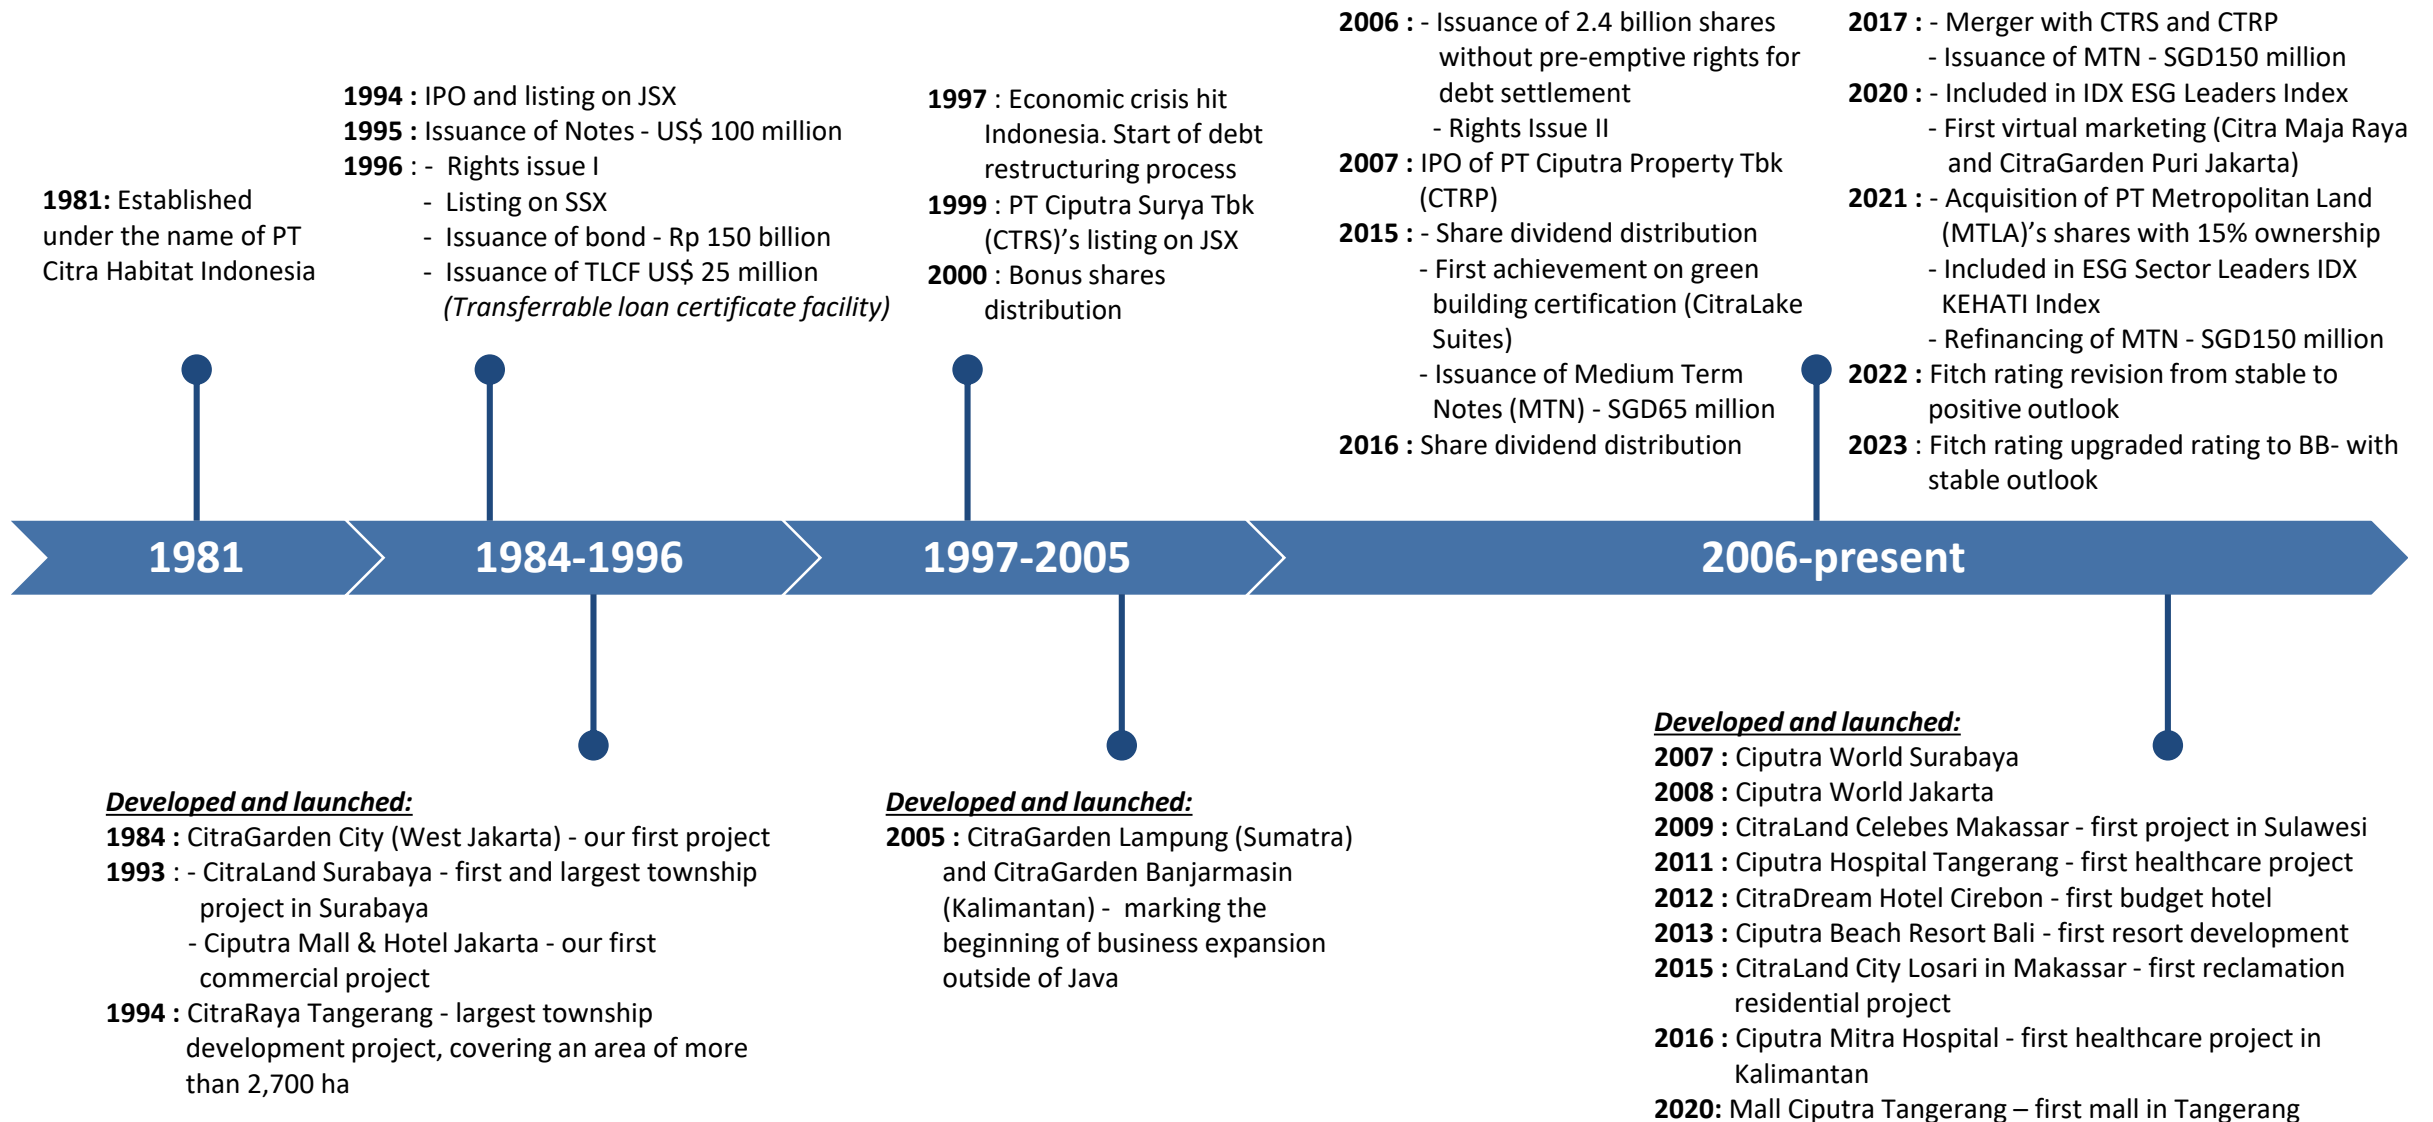 1981: Established
under the name of PT
Citra Habitat Indonesia
1994 : IPO and listing on JSX
1995 : Issuance of Notes - US$ 100 million
1996 : - Rights issue I
- Listing on SSX
- Issuance of bond - Rp 150 billion
- Issuance of TLCF US$ 25 million
(Transferrable loan certificate facility)
1997 : Economic crisis hit
Indonesia. Start of debt
restructuring process
1999 : PT Ciputra Surya Tbk
(CTRS)’s listing on JSX
2000 : Bonus shares
distribution
2006 : - Issuance of 2.4 billion shares
without pre-emptive rights for
debt settlement
- Rights Issue II
2007 : IPO of PT Ciputra Property Tbk
(CTRP)
2015 : - Share dividend distribution
- First achievement on green
building certification (CitraLake
Suites)
- Issuance of Medium Term
Notes (MTN) - SGD65 million
2016 : Share dividend distribution
2017 : - Merger with CTRS and CTRP
- Issuance of MTN - SGD150 million
2020 : - Included in IDX ESG Leaders Index
- First virtual marketing (Citra Maja Raya
and CitraGarden Puri Jakarta)
2021 : - Acquisition of PT Metropolitan Land
(MTLA)’s shares with 15% ownership
- Included in ESG Sector Leaders IDX
KEHATI Index
- Refinancing of MTN - SGD150 million
2022 : Fitch rating revision from stable to
positive outlook
2023 : Fitch rating upgraded rating to BB- with
stable outlook
1981
1984-1996
1997-2005
2006-present
Developed and launched:
1984 : CitraGarden City (West Jakarta) - our first project
1993 : - CitraLand Surabaya - first and largest township
project in Surabaya
- Ciputra Mall & Hotel Jakarta - our first
commercial project
1994 : CitraRaya Tangerang - largest township
development project, covering an area of more
than 2,700 ha
Developed and launched:
2005 : CitraGarden Lampung (Sumatra)
and CitraGarden Banjarmasin
(Kalimantan) - marking the
beginning of business expansion
outside of Java
Developed and launched:
2007 : Ciputra World Surabaya
2008 : Ciputra World Jakarta
2009 : CitraLand Celebes Makassar - first project in Sulawesi
2011 : Ciputra Hospital Tangerang - first healthcare project
2012 : CitraDream Hotel Cirebon - first budget hotel
2013 : Ciputra Beach Resort Bali - first resort development
2015 : CitraLand City Losari in Makassar - first reclamation
residential project
2016 : Ciputra Mitra Hospital - first healthcare project in
Kalimantan
2020: Mall Ciputra Tangerang – first mall in Tangerang